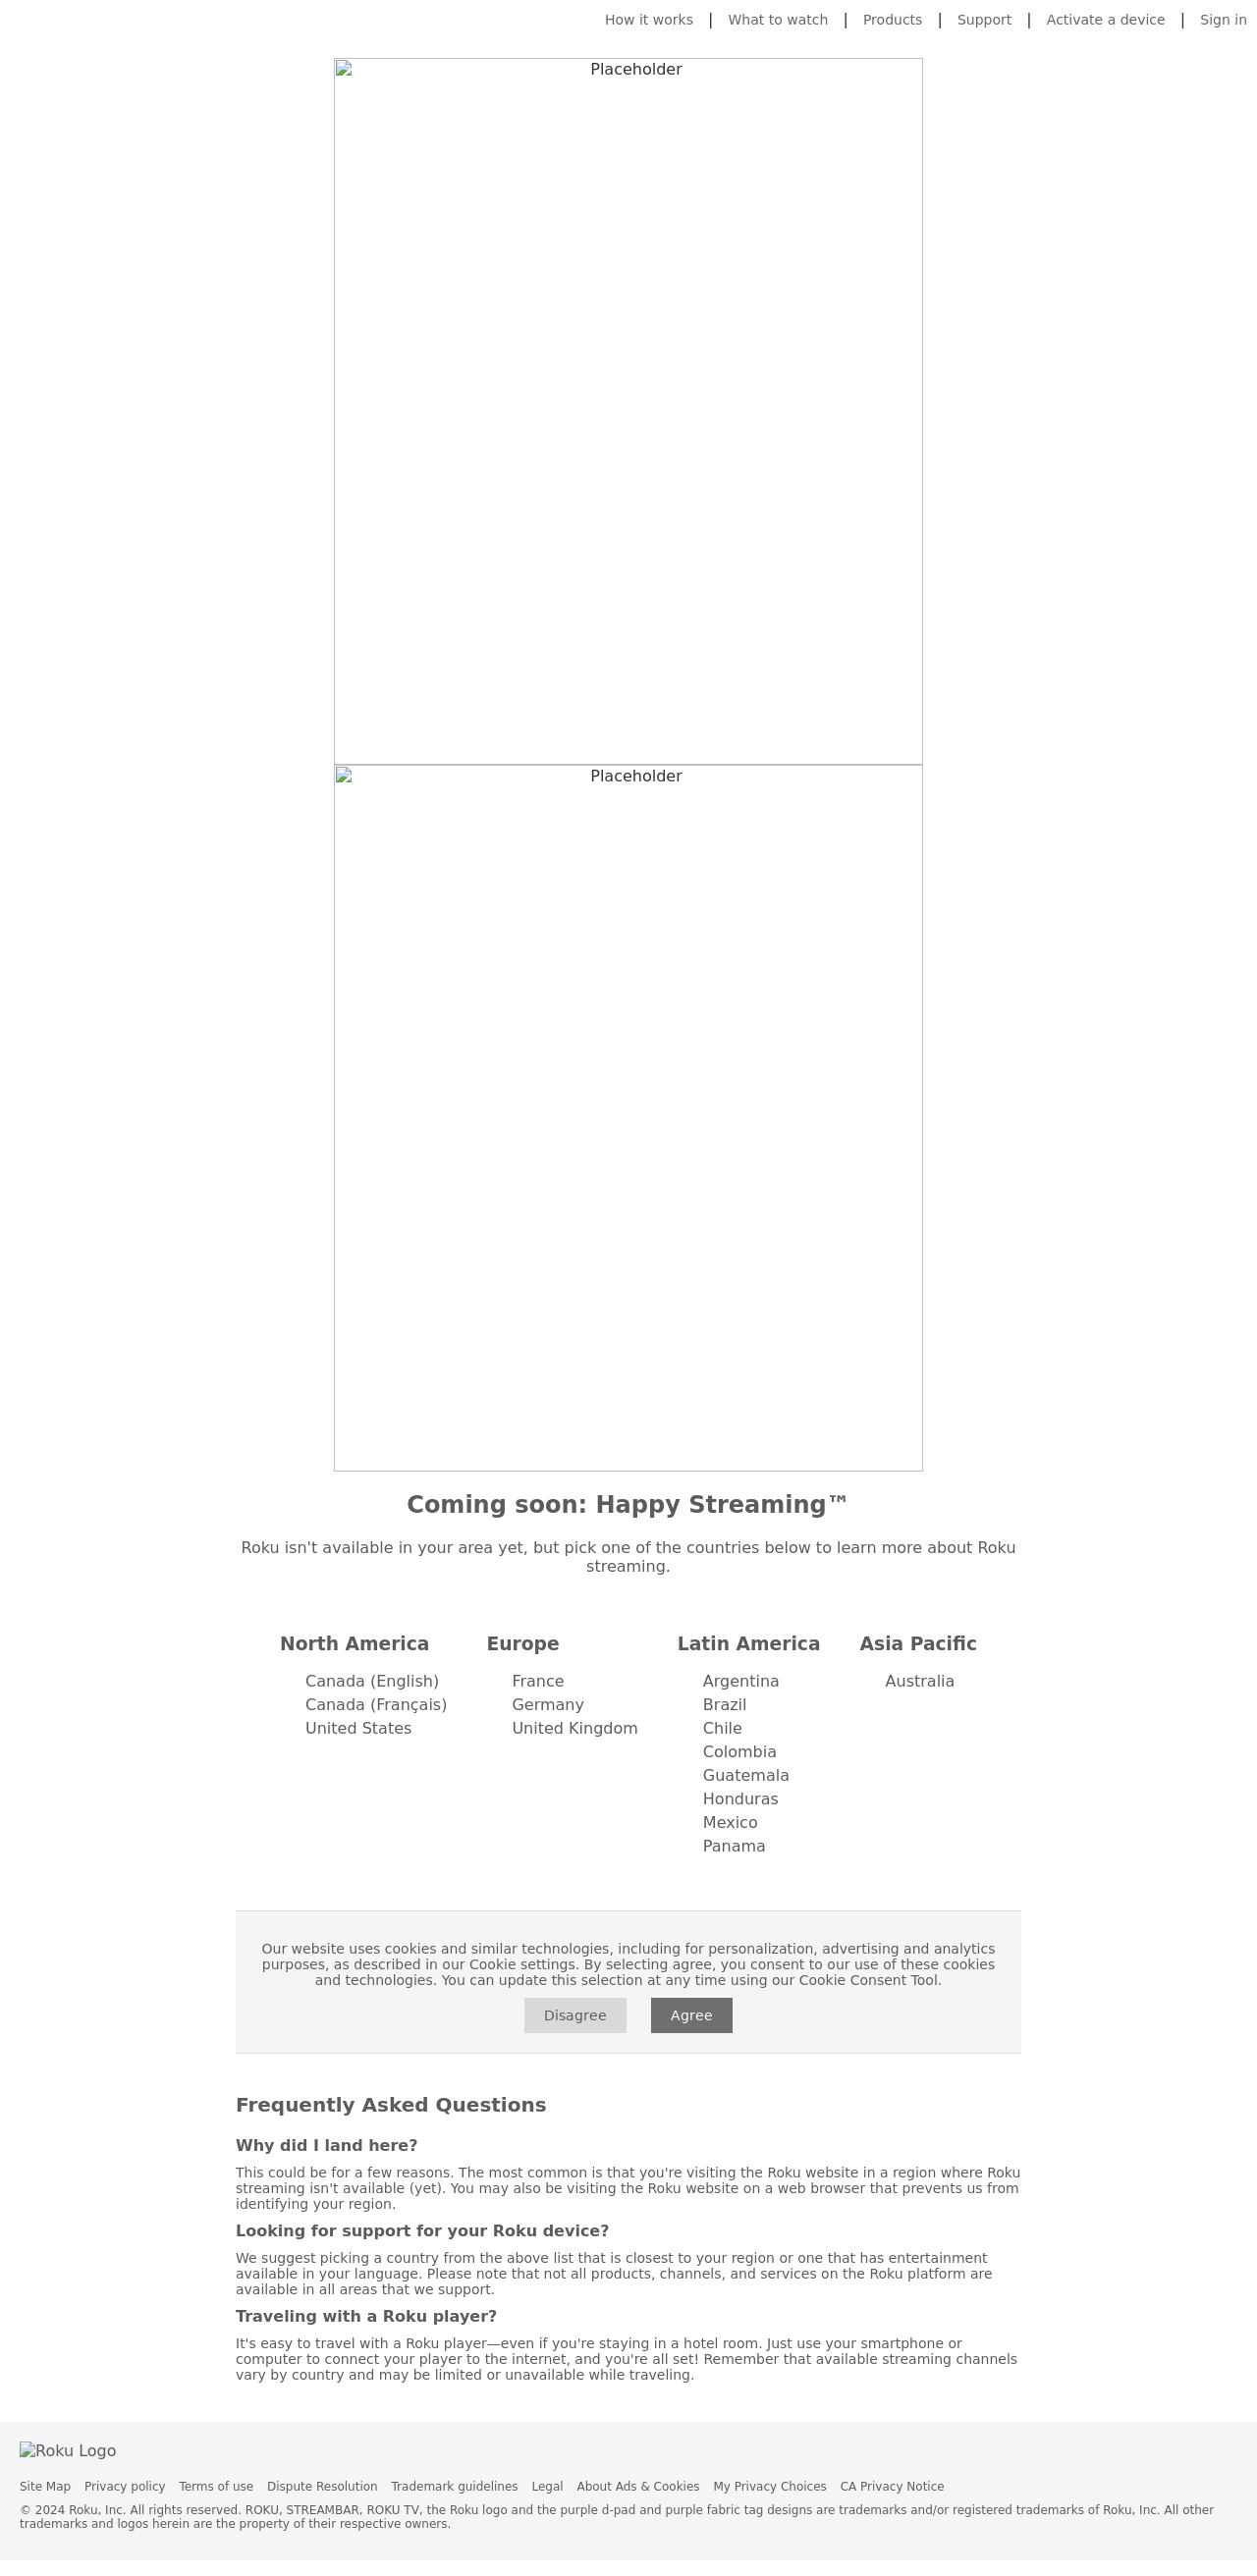 How it works | What to watch | Products | Support | Activate a device | Sign in
Placeholder
Placeholder
Coming soon: Happy Streaming™
Roku isn't available in your area yet, but pick one of the countries below to learn more about Roku
streaming.
North America
Canada (English)
Canada (Français)
United States
Europe
France
Germany
United Kingdom
Latin America
Argentina
Brazil
Chile
Colombia
Guatemala
Honduras
Mexico
Panama
Asia Pacific
Australia
Our website uses cookies and similar technologies, including for personalization, advertising and analytics
purposes, as described in our Cookie settings. By selecting agree, you consent to our use of these cookies
and technologies. You can update this selection at any time using our Cookie Consent Tool.
Disagree Agree
Frequently Asked Questions
Why did I land here?
This could be for a few reasons. The most common is that you're visiting the Roku website in a region where Roku
streaming isn't available (yet). You may also be visiting the Roku website on a web browser that prevents us from
identifying your region.
Looking for support for your Roku device?
We suggest picking a country from the above list that is closest to your region or one that has entertainment
available in your language. Please note that not all products, channels, and services on the Roku platform are
available in all areas that we support.
Traveling with a Roku player?
It's easy to travel with a Roku player—even if you're staying in a hotel room. Just use your smartphone or
computer to connect your player to the internet, and you're all set! Remember that available streaming channels
vary by country and may be limited or unavailable while traveling.
Roku Logo
Site Map Privacy policy Terms of use Dispute Resolution Trademark guidelines Legal About Ads & Cookies My Privacy Choices CA Privacy Notice
© 2024 Roku, Inc. All rights reserved. ROKU, STREAMBAR, ROKU TV, the Roku logo and the purple d-pad and purple fabric tag designs are trademarks and/or registered trademarks of Roku, Inc. All other
trademarks and logos herein are the property of their respective owners.